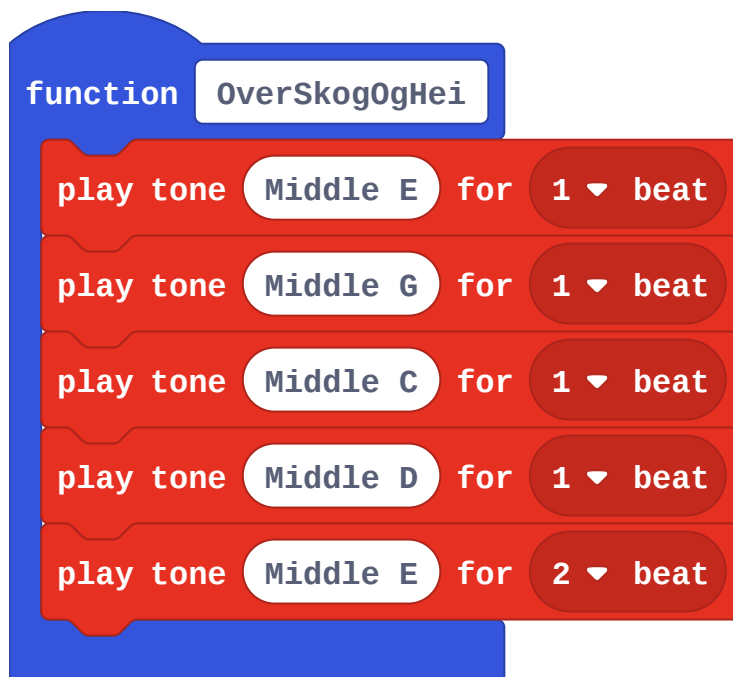 function OverSkogOgHei
play tone Middle E for 1 beat
play tone Middle G for 1 beat
play tone Middle C for 1 beat
play tone Middle D for 1 beat
play tone Middle E for 2 beat